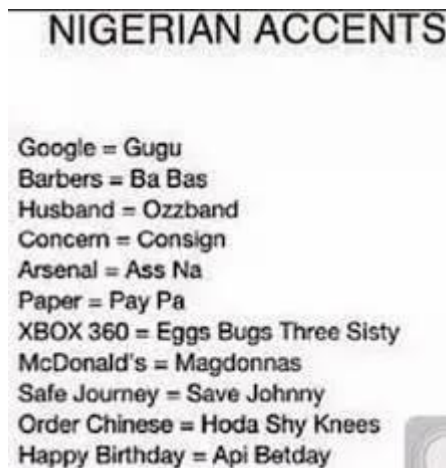 NIGERIAN ACCENTS
Google = Gugu
Barbers = Ba Bas
Husband = Ozzband
Concern = Consign
Arsenal = Ass Na
Paper = Pay Pa
XBOX 360 = Eggs Bugs Three Sisty
McDonald's = Magdonnas
Safe Journey = Save Johnny
Order Chinese = Hoda Shy Knees
Happy Birthday = Api Betday